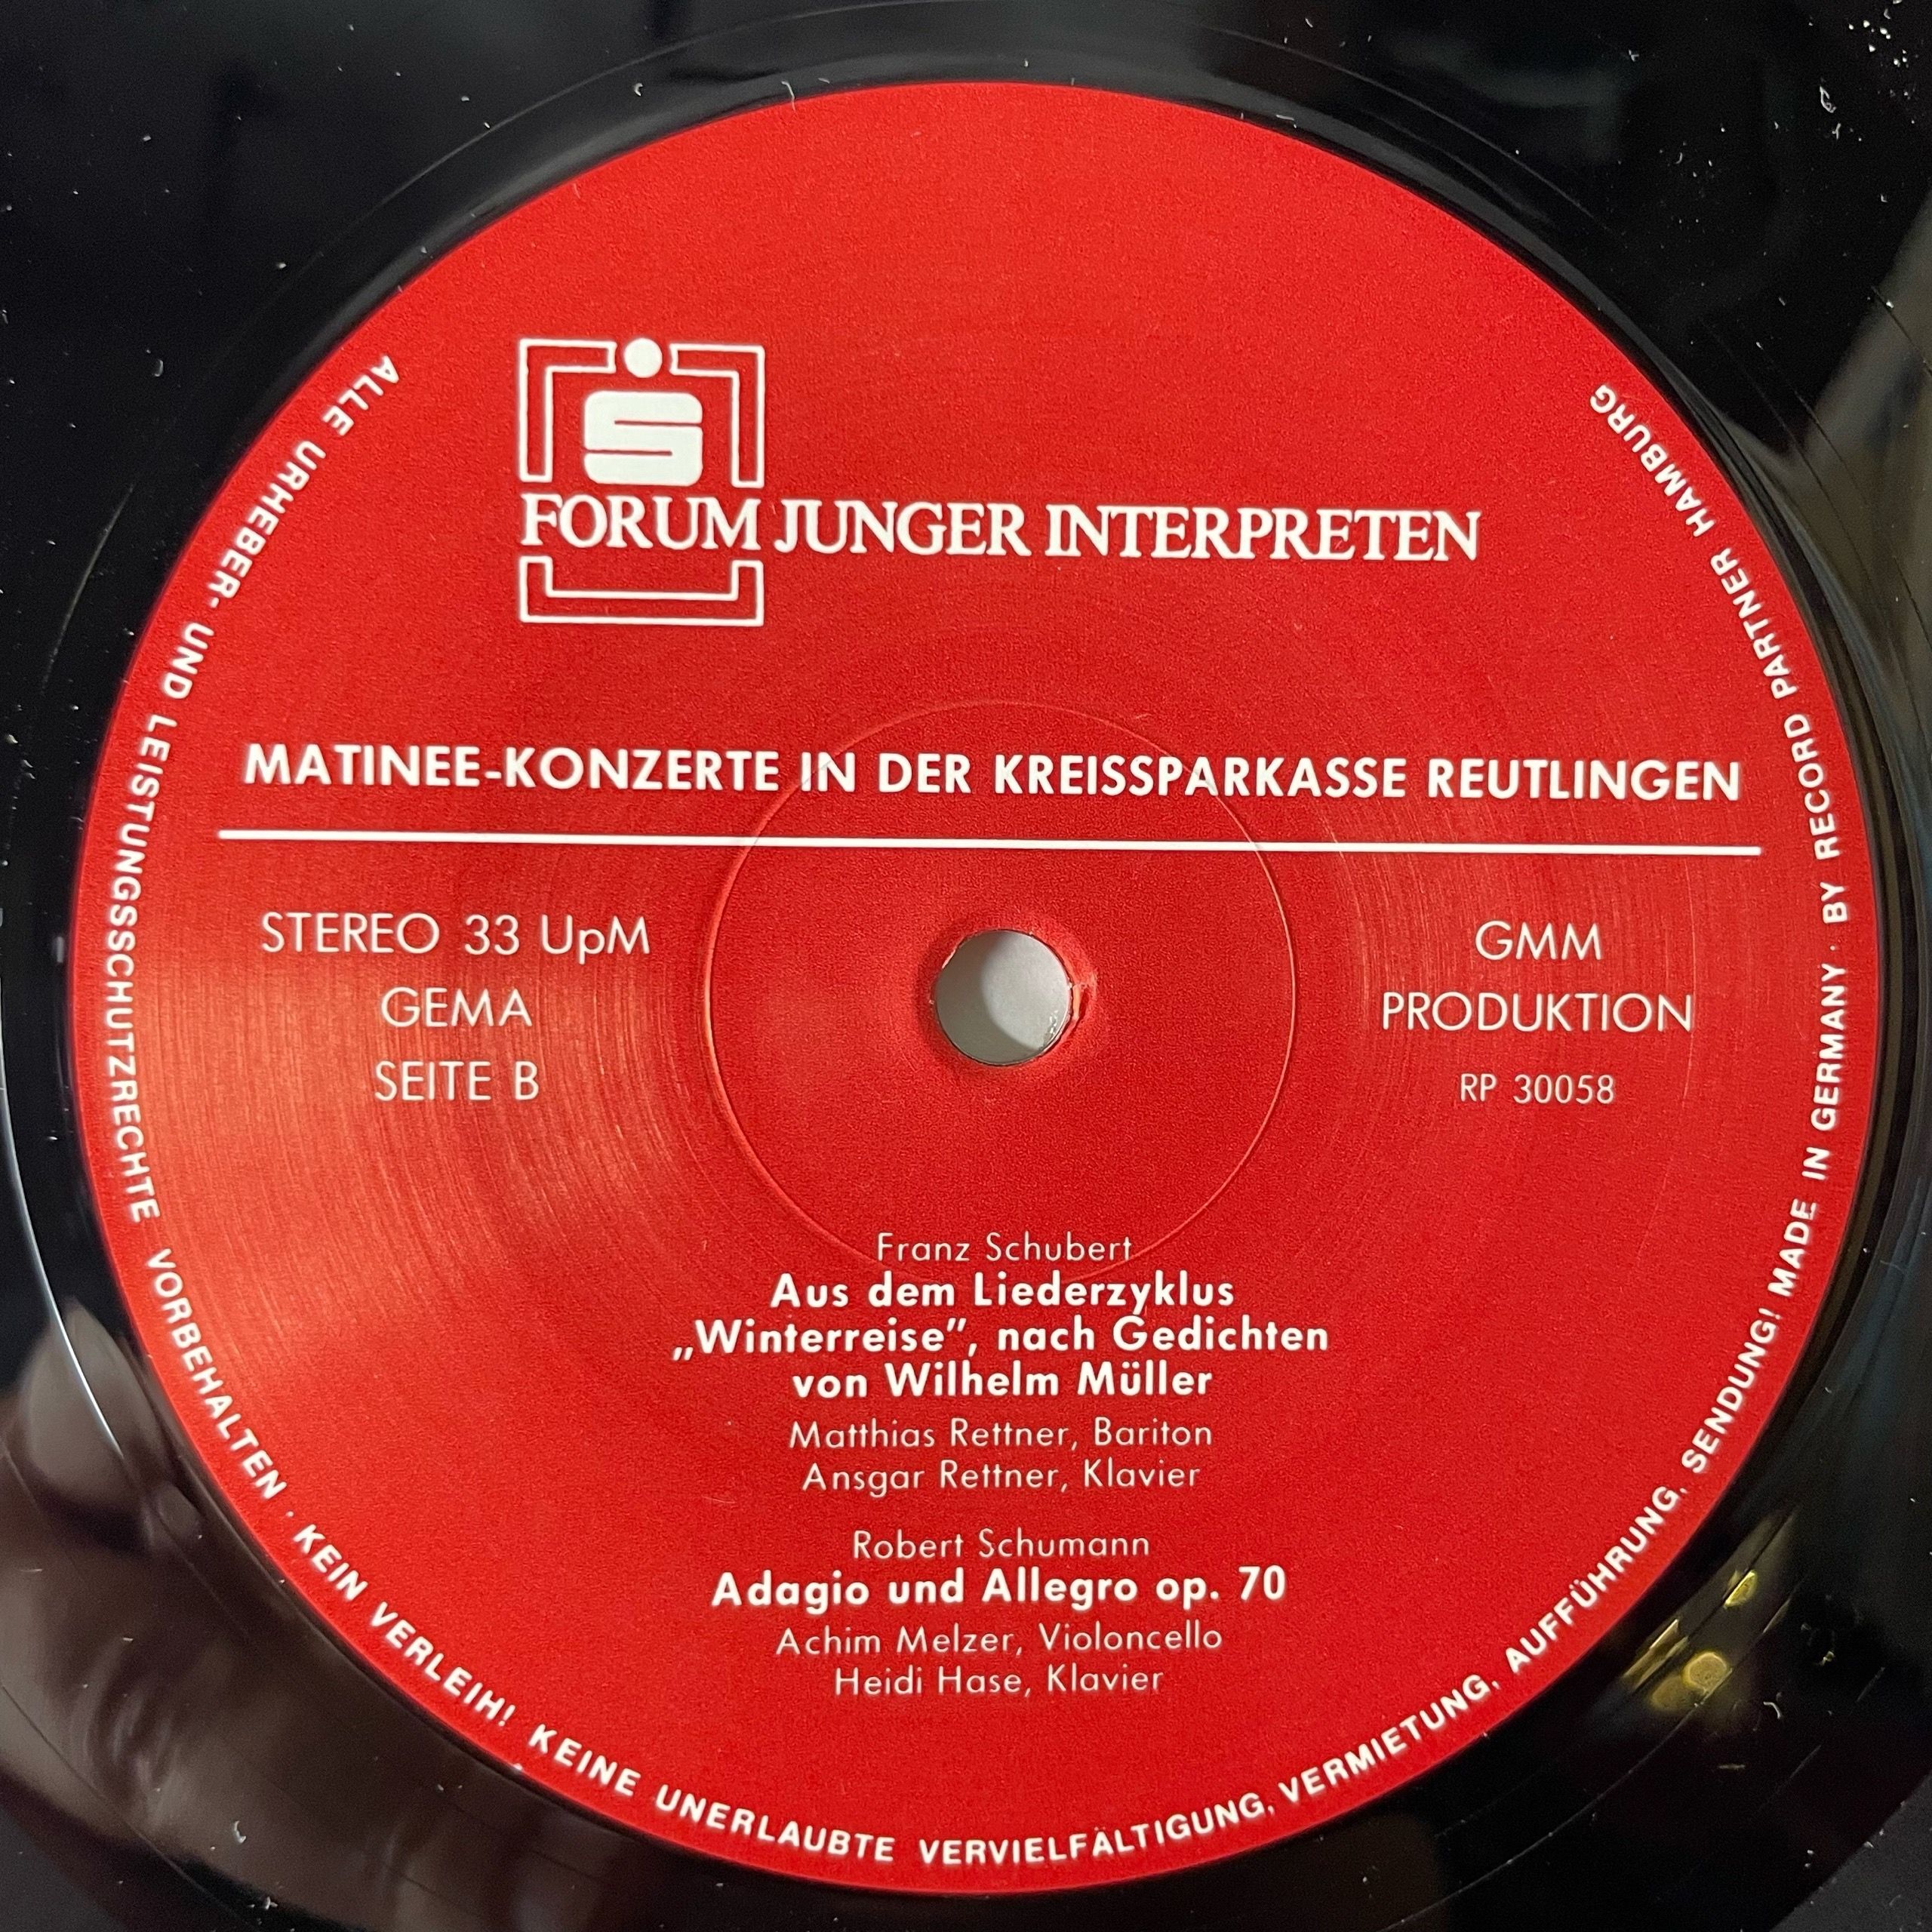 S
FORUM JUNGER INTERPRETEN
MATINEE-KONZERTE IN DER KREISSPARKASSE REUTLINGEN
STEREO 33 UpM
GEMA
SEITE B
GMM
PRODUKTION
RP 30058
Franz Schubert
Aus dem Liederzyklus
„Winterreise”, nach Gedichten
von Wilhelm Müller
Matthias Rettner, Bariton
Ansgar Rettner, Klavier
Robert Schumann
Adagio und Allegro op. 70
Achim Melzer, Violoncello
Heidi Hase, Klavier
ALLE URHEBER- UND LEISTUNGSSCHUTZRECHTE VORBEHALTEN · KEIN VERLEIH! KEINE UNERLAUBTE VERVIELFÄLTIGUNG, VERMIETUNG, AUFFÜHRUNG, SENDUNG! MADE IN GERMANY · BY RECORD PARTNER HAMBURG